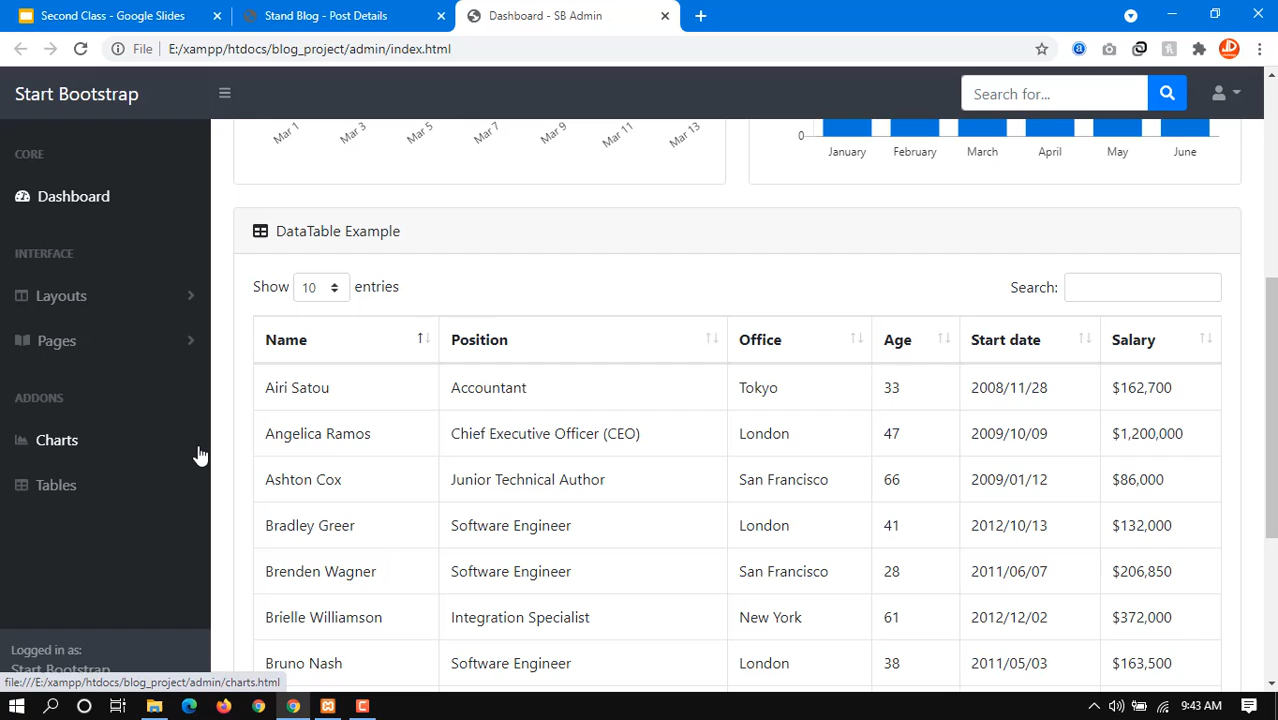 Second Class - Google Slides
Stand Blog - Post Details
Dashboard - SB Admin
File
E:/xampp/htdocs/blog_project/admin/index.html
Start Bootstrap
Search for...
CORE
Dashboard
INTERFACE
Layouts
Pages
ADDONS
Charts
Tables
Logged in as:
Start Bootstrap
file:///E:/xampp/htdocs/blog_project/admin/charts.html
Mar 1
Mar 3
Mar 5
Mar 7
Mar 9
Mar 11
Mar 13
0
January
February
March
April
May
June
DataTable Example
Show 10 entries
Search:
Name Position Office Age Start date Salary
Airi Satou Accountant Tokyo 33 2008/11/28 $162,700
Angelica Ramos Chief Executive Officer (CEO) London 47 2009/10/09 $1,200,000
Ashton Cox Junior Technical Author San Francisco 66 2009/01/12 $86,000
Bradley Greer Software Engineer London 41 2012/10/13 $132,000
Brenden Wagner Software Engineer San Francisco 28 2011/06/07 $206,850
Brielle Williamson Integration Specialist New York 61 2012/12/02 $372,000
Bruno Nash Software Engineer London 38 2011/05/03 $163,500
9:43 AM